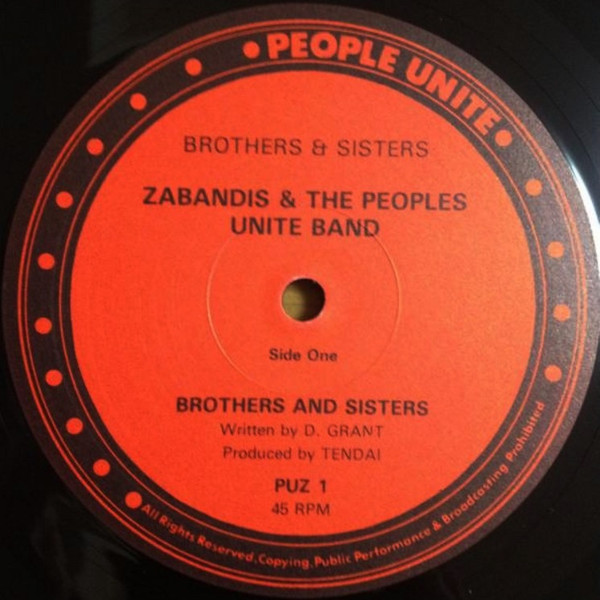 PEOPLE UNITE
BROTHERS & SISTERS
ZABANDIS & THE PEOPLES
UNITE BAND
Side One
BROTHERS AND SISTERS
Written by D. GRANT
Produced by TENDAI
PUZ 1
45 RPM
All Rights Reserved, Copying, Public Performance & Broadcasting Prohibited